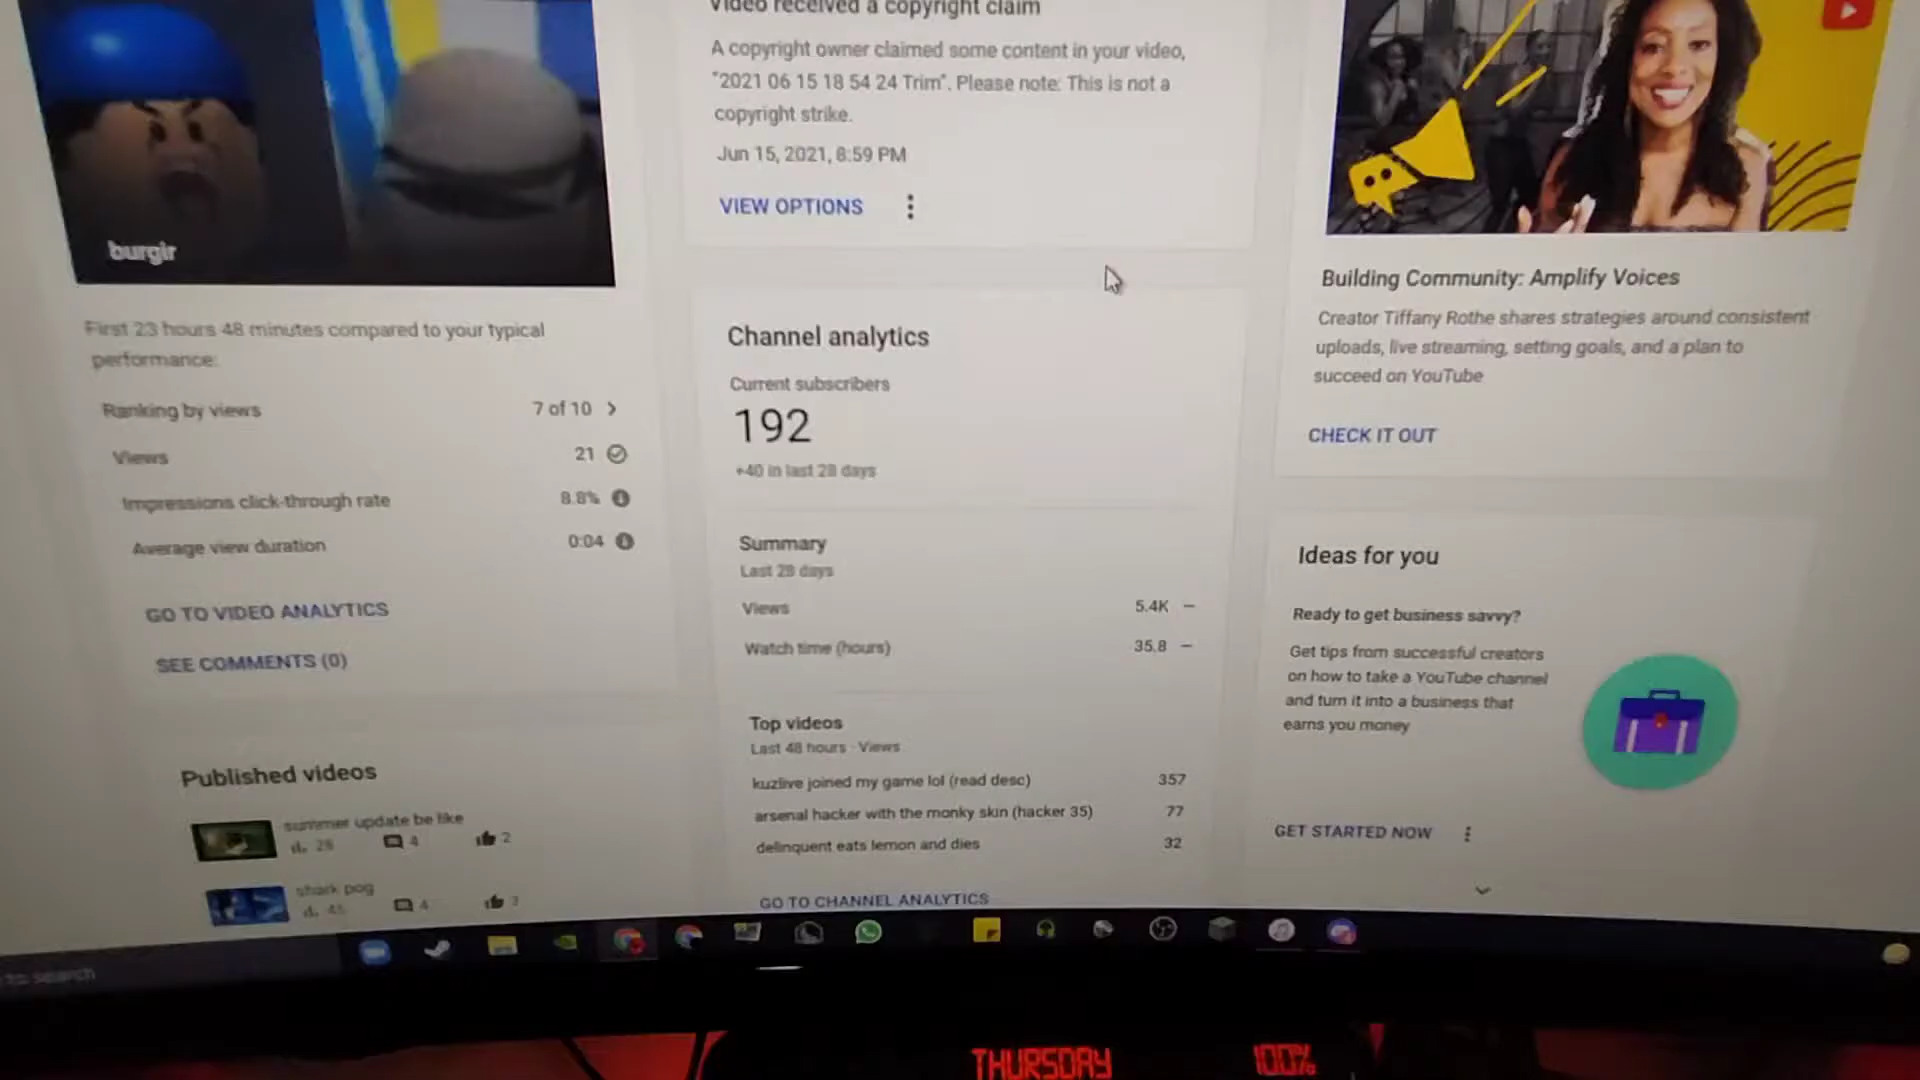 burgir
First 23 hours 48 minutes compared to your typical
performance:
Ranking by views
7 of 10
Views
21
Impressions click-through rate
8.8%
Average view duration
0:04
GO TO VIDEO ANALYTICS
SEE COMMENTS (0)
Published videos
summer update be like
28
4
2
shark pog
4
Video received a copyright claim
A copyright owner claimed some content in your video,
"2021 06 15 18 54 24 Trim". Please note: This is not a
copyright strike.
Jun 15, 2021, 8:59 PM
VIEW OPTIONS
Channel analytics
Current subscribers
192
+40 in last 28 days
Summary
Last 28 days
Views
5.4K —
Watch time (hours)
35.8 —
Top videos
Last 48 hours · Views
kuzlive joined my game lol (read desc)
357
arsenal hacker with the monky skin (hacker 35)
77
delinquent eats lemon and dies
32
GO TO CHANNEL ANALYTICS
Building Community: Amplify Voices
Creator Tiffany Rothe shares strategies around consistent
uploads, live streaming, setting goals, and a plan to
succeed on YouTube
CHECK IT OUT
Ideas for you
Ready to get business savvy?
Get tips from successful creators
on how to take a YouTube channel
and turn it into a business that
earns you money
GET STARTED NOW
to search
THURSDAY
100%